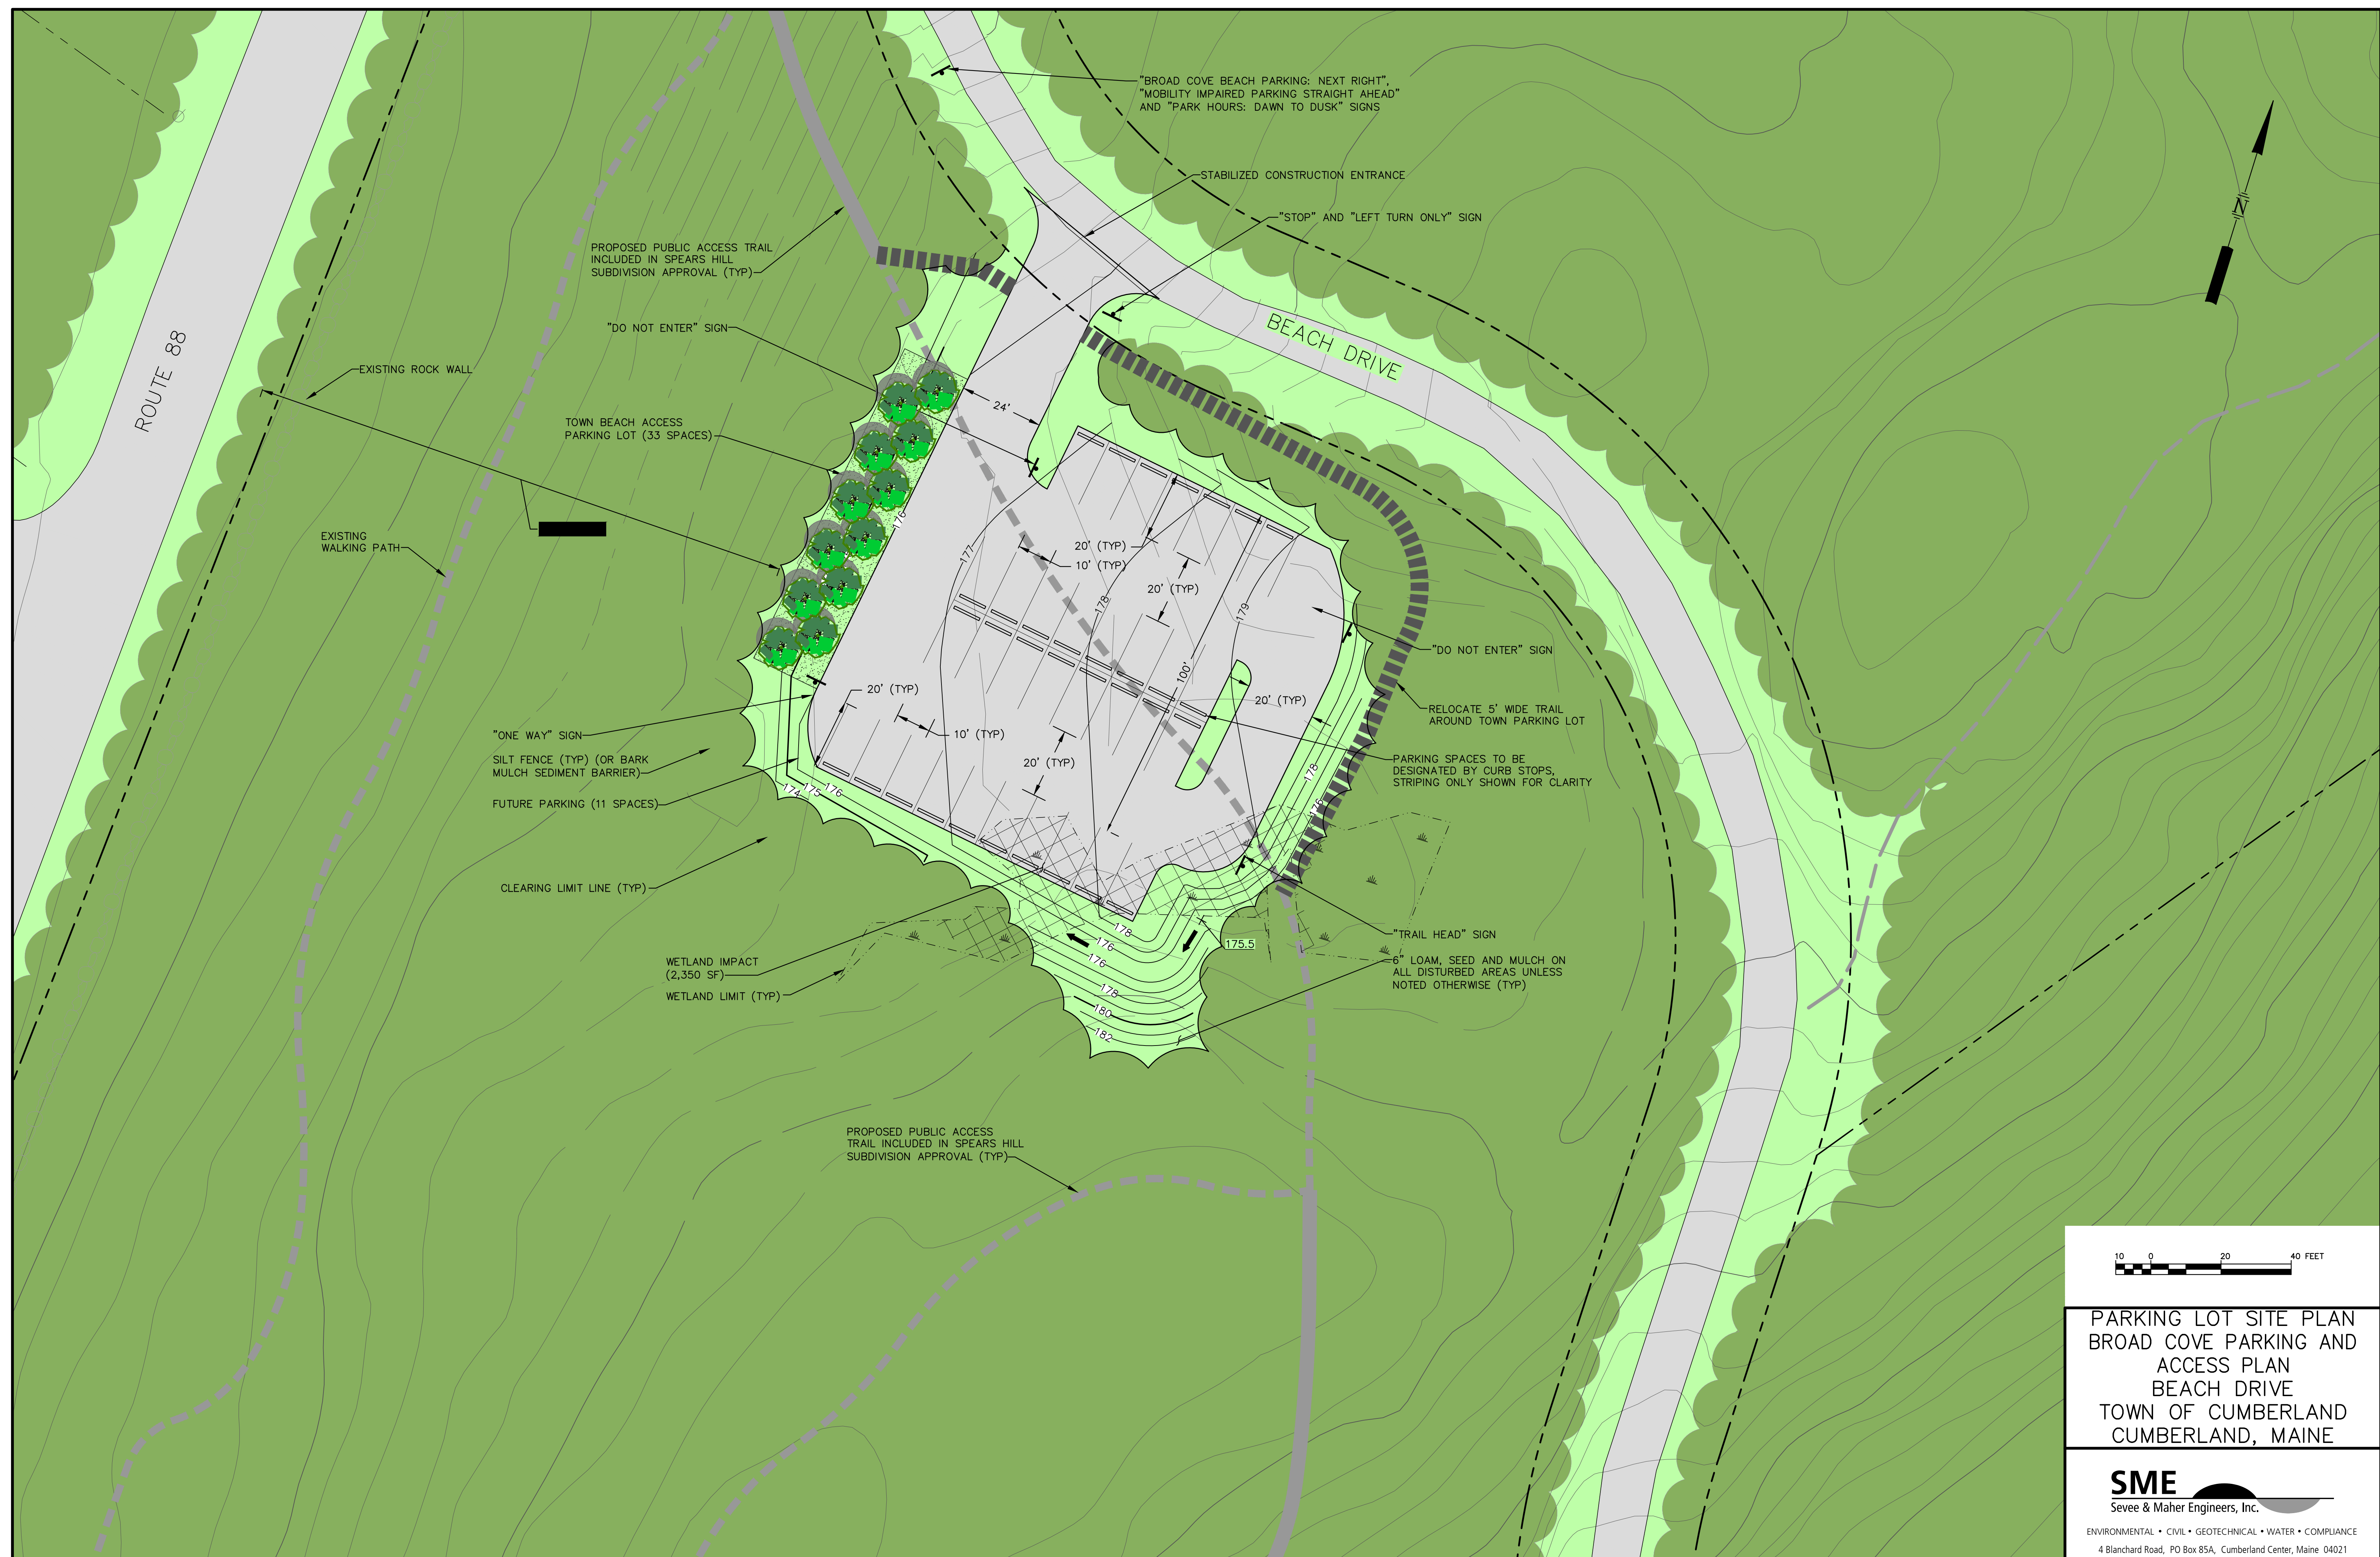 "BROAD COVE BEACH PARKING: NEXT RIGHT",
"MOBILITY IMPAIRED PARKING STRAIGHT AHEAD"
AND "PARK HOURS: DAWN TO DUSK" SIGNS
STABILIZED CONSTRUCTION ENTRANCE
"STOP" AND "LEFT TURN ONLY" SIGN
N
PROPOSED PUBLIC ACCESS TRAIL
INCLUDED IN SPEARS HILL
SUBDIVISION APPROVAL (TYP)
"DO NOT ENTER" SIGN
BEACH DRIVE
ROUTE 88
EXISTING ROCK WALL
TOWN BEACH ACCESS
PARKING LOT (33 SPACES)
24'
EXISTING
WALKING PATH
176
177
20' (TYP)
10' (TYP)
20' (TYP)
178
179
100'
"DO NOT ENTER" SIGN
20' (TYP)
20' (TYP)
10' (TYP)
20' (TYP)
RELOCATE 5' WIDE TRAIL
AROUND TOWN PARKING LOT
"ONE WAY" SIGN
SILT FENCE (TYP) (OR BARK
MULCH SEDIMENT BARRIER)
FUTURE PARKING (11 SPACES)
PARKING SPACES TO BE
DESIGNATED BY CURB STOPS,
STRIPING ONLY SHOWN FOR CLARITY
174
175
176
178
176
CLEARING LIMIT LINE (TYP)
"TRAIL HEAD" SIGN
178
176
176
178
180
182
175.5
WETLAND IMPACT
(2,350 SF)
WETLAND LIMIT (TYP)
6" LOAM, SEED AND MULCH ON
ALL DISTURBED AREAS UNLESS
NOTED OTHERWISE (TYP)
PROPOSED PUBLIC ACCESS
TRAIL INCLUDED IN SPEARS HILL
SUBDIVISION APPROVAL (TYP)
10 0 20 40 FEET
PARKING LOT SITE PLAN
BROAD COVE PARKING AND
ACCESS PLAN
BEACH DRIVE
TOWN OF CUMBERLAND
CUMBERLAND, MAINE
SME
Sevee & Maher Engineers, Inc.
ENVIRONMENTAL • CIVIL • GEOTECHNICAL • WATER • COMPLIANCE
4 Blanchard Road, PO Box 85A, Cumberland Center, Maine 04021